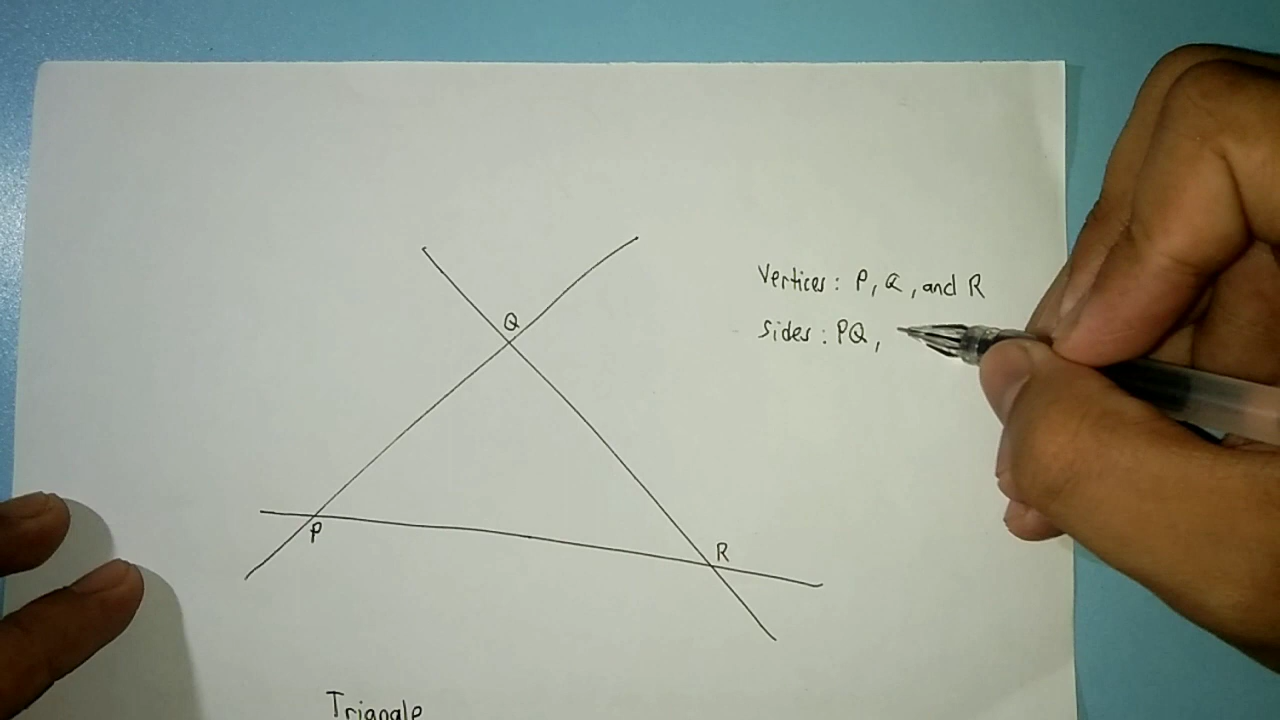 Q
Vertices: P, Q, and R
Sides: PQ,
P
R
Triangle